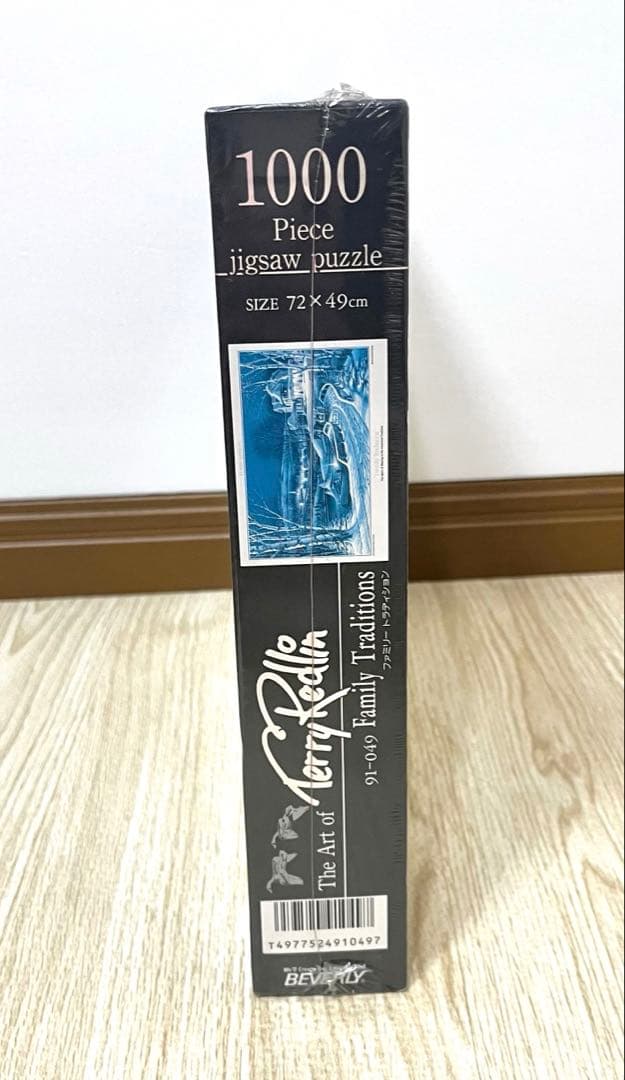 1000
Piece
jigsaw puzzle
SIZE 72×49cm
The Art of Terry Redlin
91-049 Family Traditions
ファミリー トラディション
T4977524910497
BEVERLY